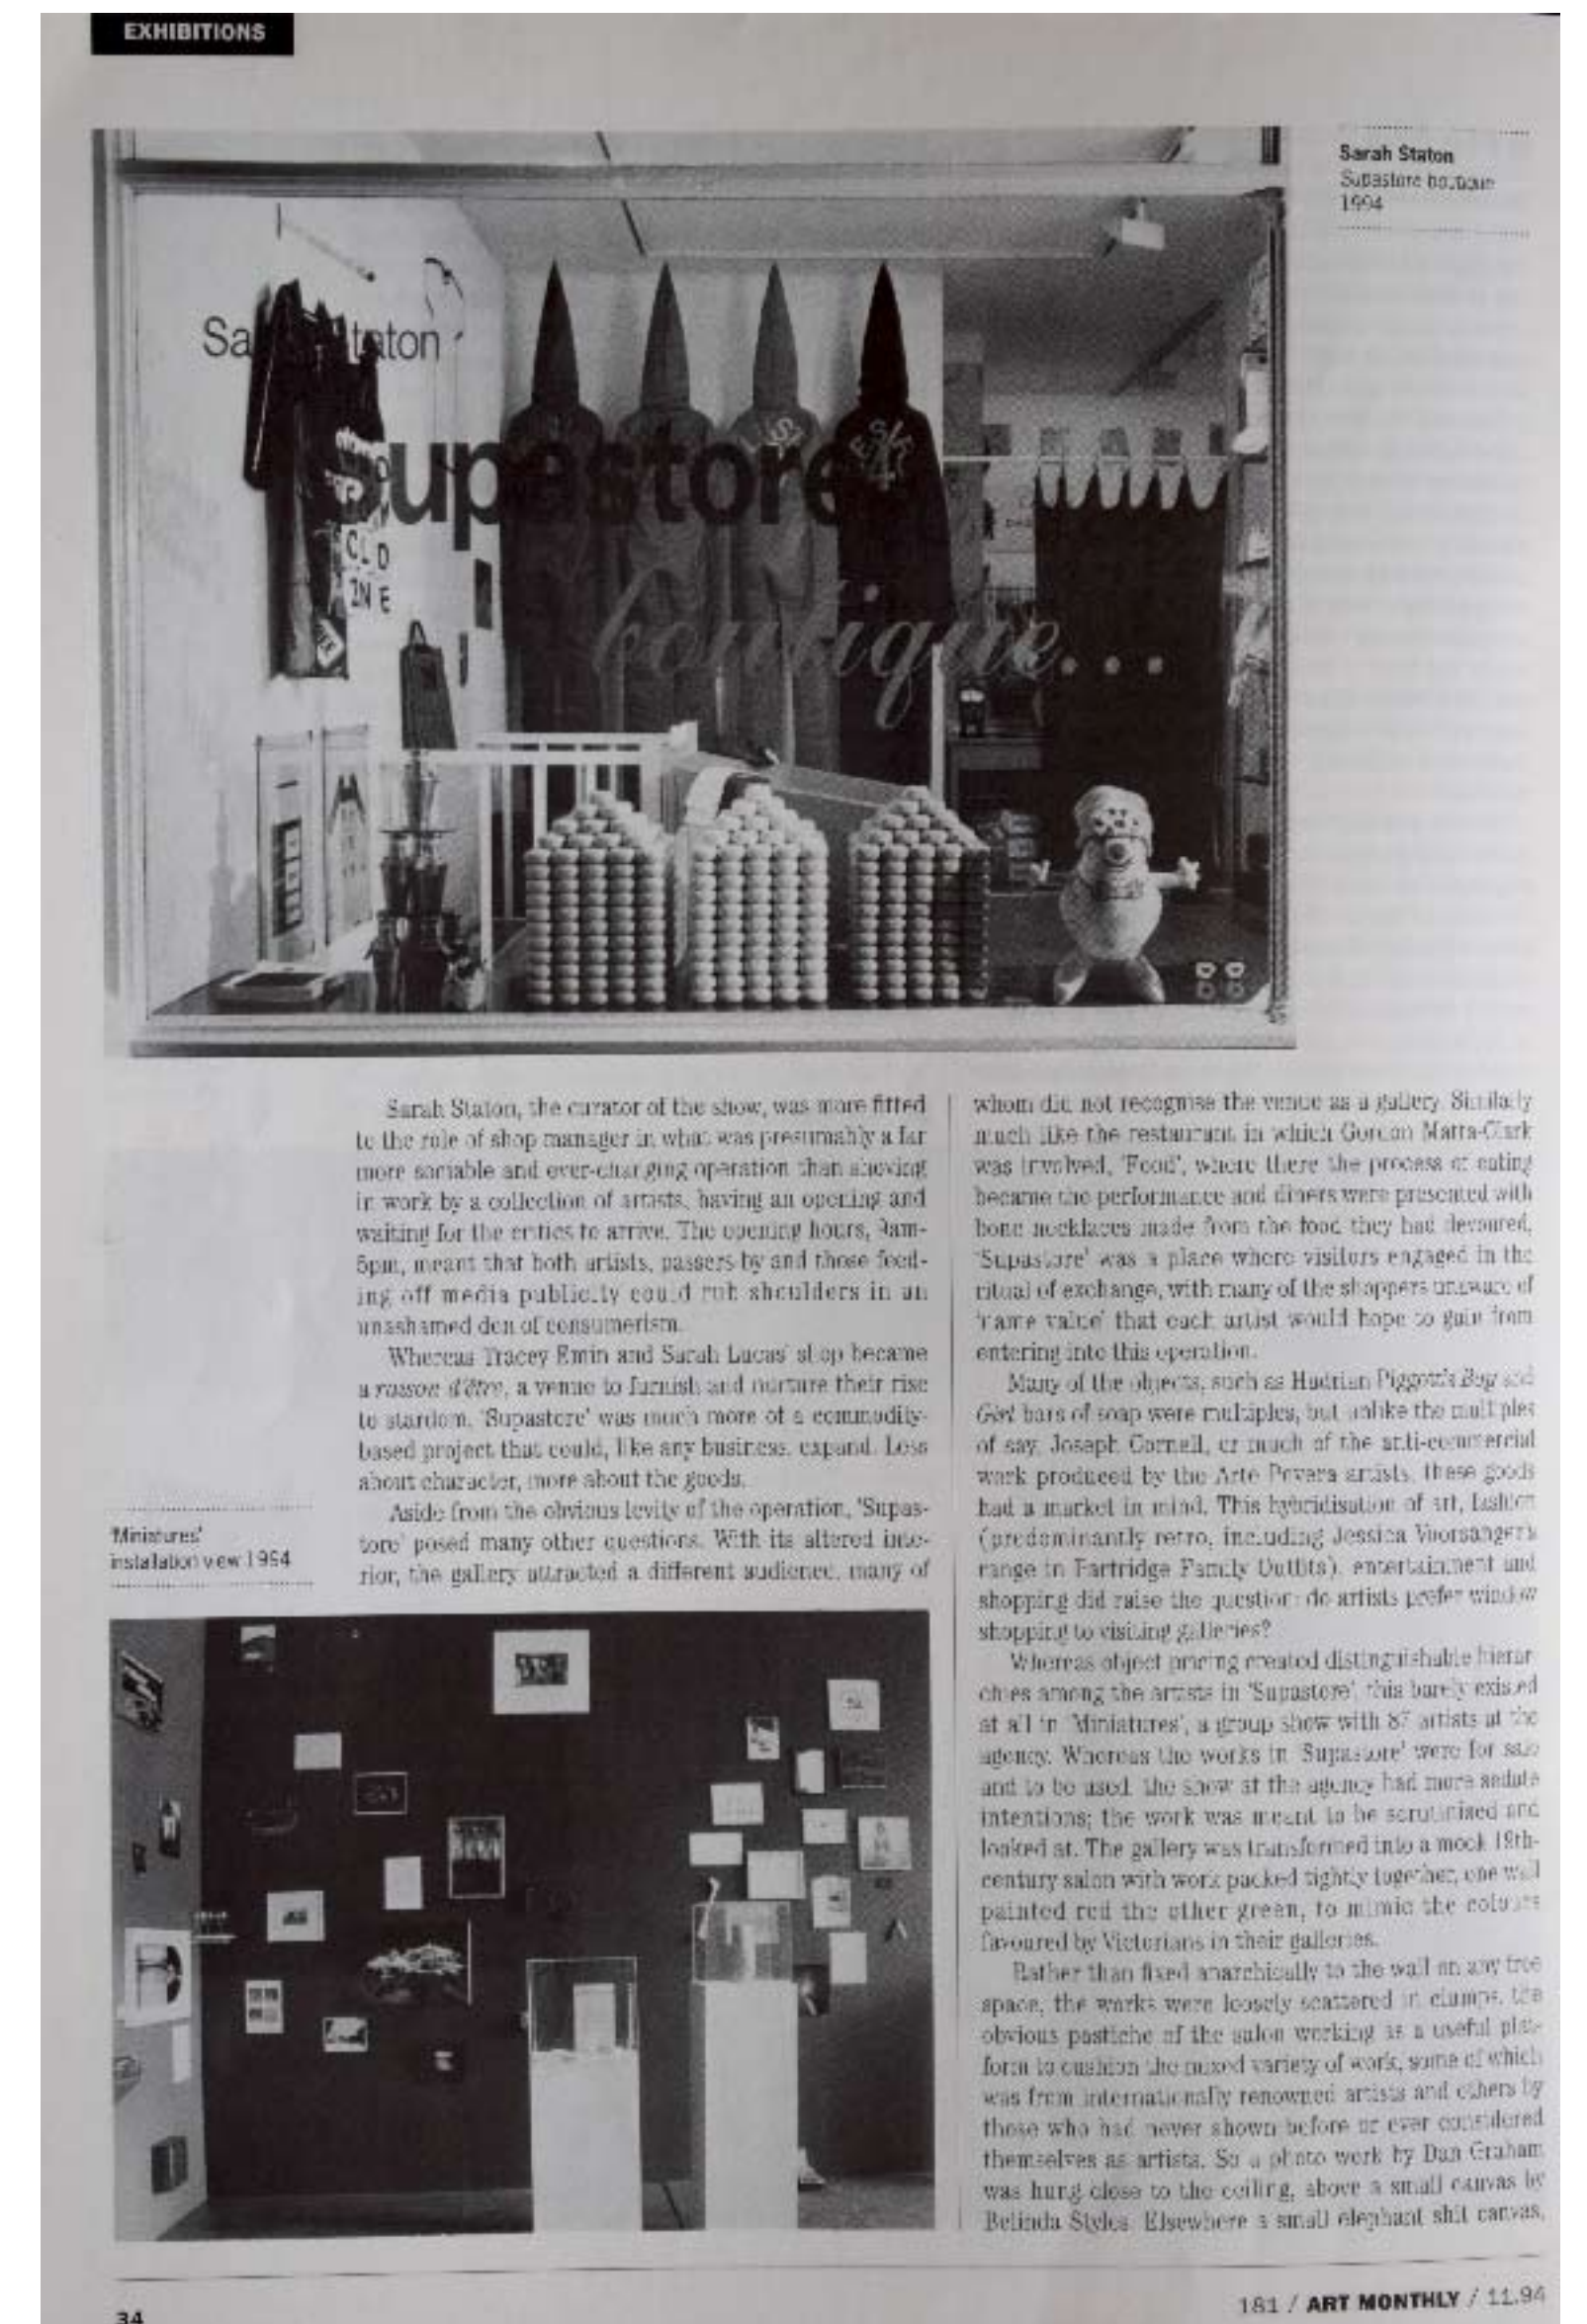 EXHIBITIONS
Sarah Staton
Supastore boutique
1994
Sa taton
Supastore
boutique...
Sarah Staton, the curator of the show, was more fitted
to the role of shop manager in what was presumably a far
more sociable and ever-changing operation than shoving
in work by a collection of artists, having an opening and
waiting for the critics to arrive. The opening hours, 9am-
5pm, meant that both artists, passers by and those feed-
ing off media publicity could rub shoulders in an
unashamed den of consumerism.
Whereas Tracey Emin and Sarah Lucas' shop became
a raison d'être, a venue to furnish and nurture their rise
to stardom, 'Supastore' was much more of a commodity-
based project that could, like any business, expand. Less
about character, more about the goods.
Aside from the obvious levity of the operation, 'Supas-
tore' posed many other questions. With its altered inte-
rior, the gallery attracted a different audience, many of
'Miniatures'
installation view 1994
whom did not recognise the venue as a gallery. Similarly
much like the restaurant in which Gordon Matta-Clark
was involved, 'Food', where there the process of eating
became the performance and diners were presented with
bone necklaces made from the food they had devoured,
'Supastore' was a place where visitors engaged in the
ritual of exchange, with many of the shoppers unaware of
'name value' that each artist would hope to gain from
entering into this operation.
Many of the objects, such as Hadrian Piggott's Boy and
Girl bars of soap were multiples, but unlike the multiples
of say, Joseph Cornell, or much of the anti-commercial
work produced by the Arte Povera artists, these goods
had a market in mind. This hybridisation of art, fashion
(predominantly retro, including Jessica Voorsanger's
range in Partridge Family Outfits), entertainment and
shopping did raise the question: do artists prefer window
shopping to visiting galleries?
Whereas object pricing created distinguishable hierar-
chies among the artists in 'Supastore', this barely existed
at all in 'Miniatures', a group show with 87 artists at the
agency. Whereas the works in 'Supastore' were for sale
and to be used, the show at the agency had more sedate
intentions; the work was meant to be scrutinised and
looked at. The gallery was transformed into a mock 19th-
century salon with work packed tightly together, one wall
painted red the other green, to mimic the colours
favoured by Victorians in their galleries.
Rather than fixed anarchically to the wall on any free
space, the works were loosely scattered in clumps, the
obvious pastiche of the salon working as a useful plat-
form to cushion the mixed variety of work, some of which
was from internationally renowned artists and others by
those who had never shown before or ever considered
themselves as artists. So a photo work by Dan Graham
was hung close to the ceiling, above a small canvas by
Belinda Styles. Elsewhere a small elephant shit canvas,
34
181 / ART MONTHLY / 11.94